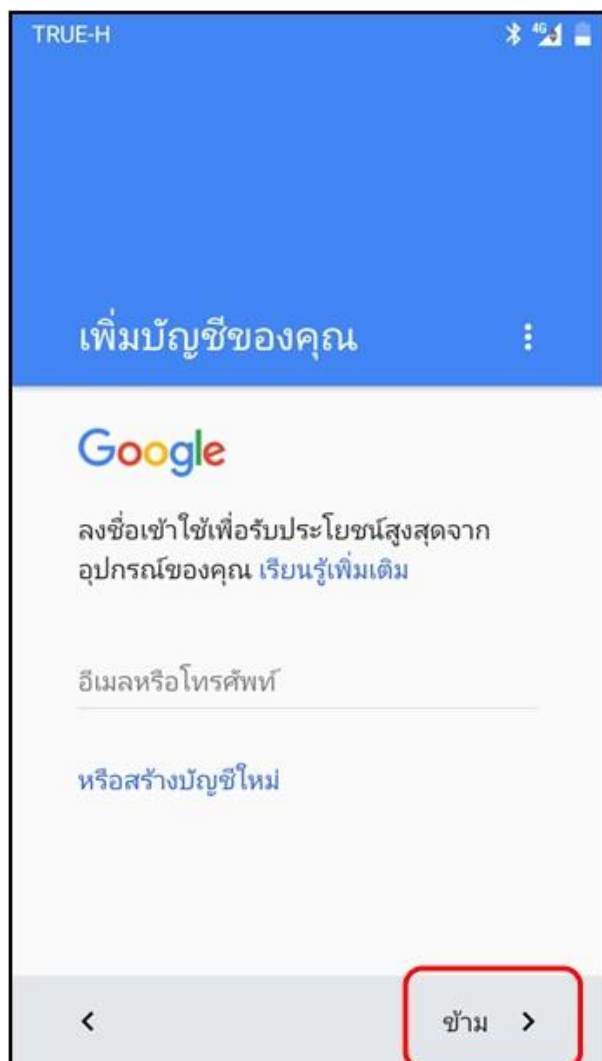 TRUE-H
4G
เพิ่มบัญชีของคุณ
Google
ลงชื่อเข้าใช้เพื่อรับประโยชน์สูงสุดจาก
อุปกรณ์ของคุณ เรียนรู้เพิ่มเติม
อีเมลหรือโทรศัพท์
หรือสร้างบัญชีใหม่
ข้าม